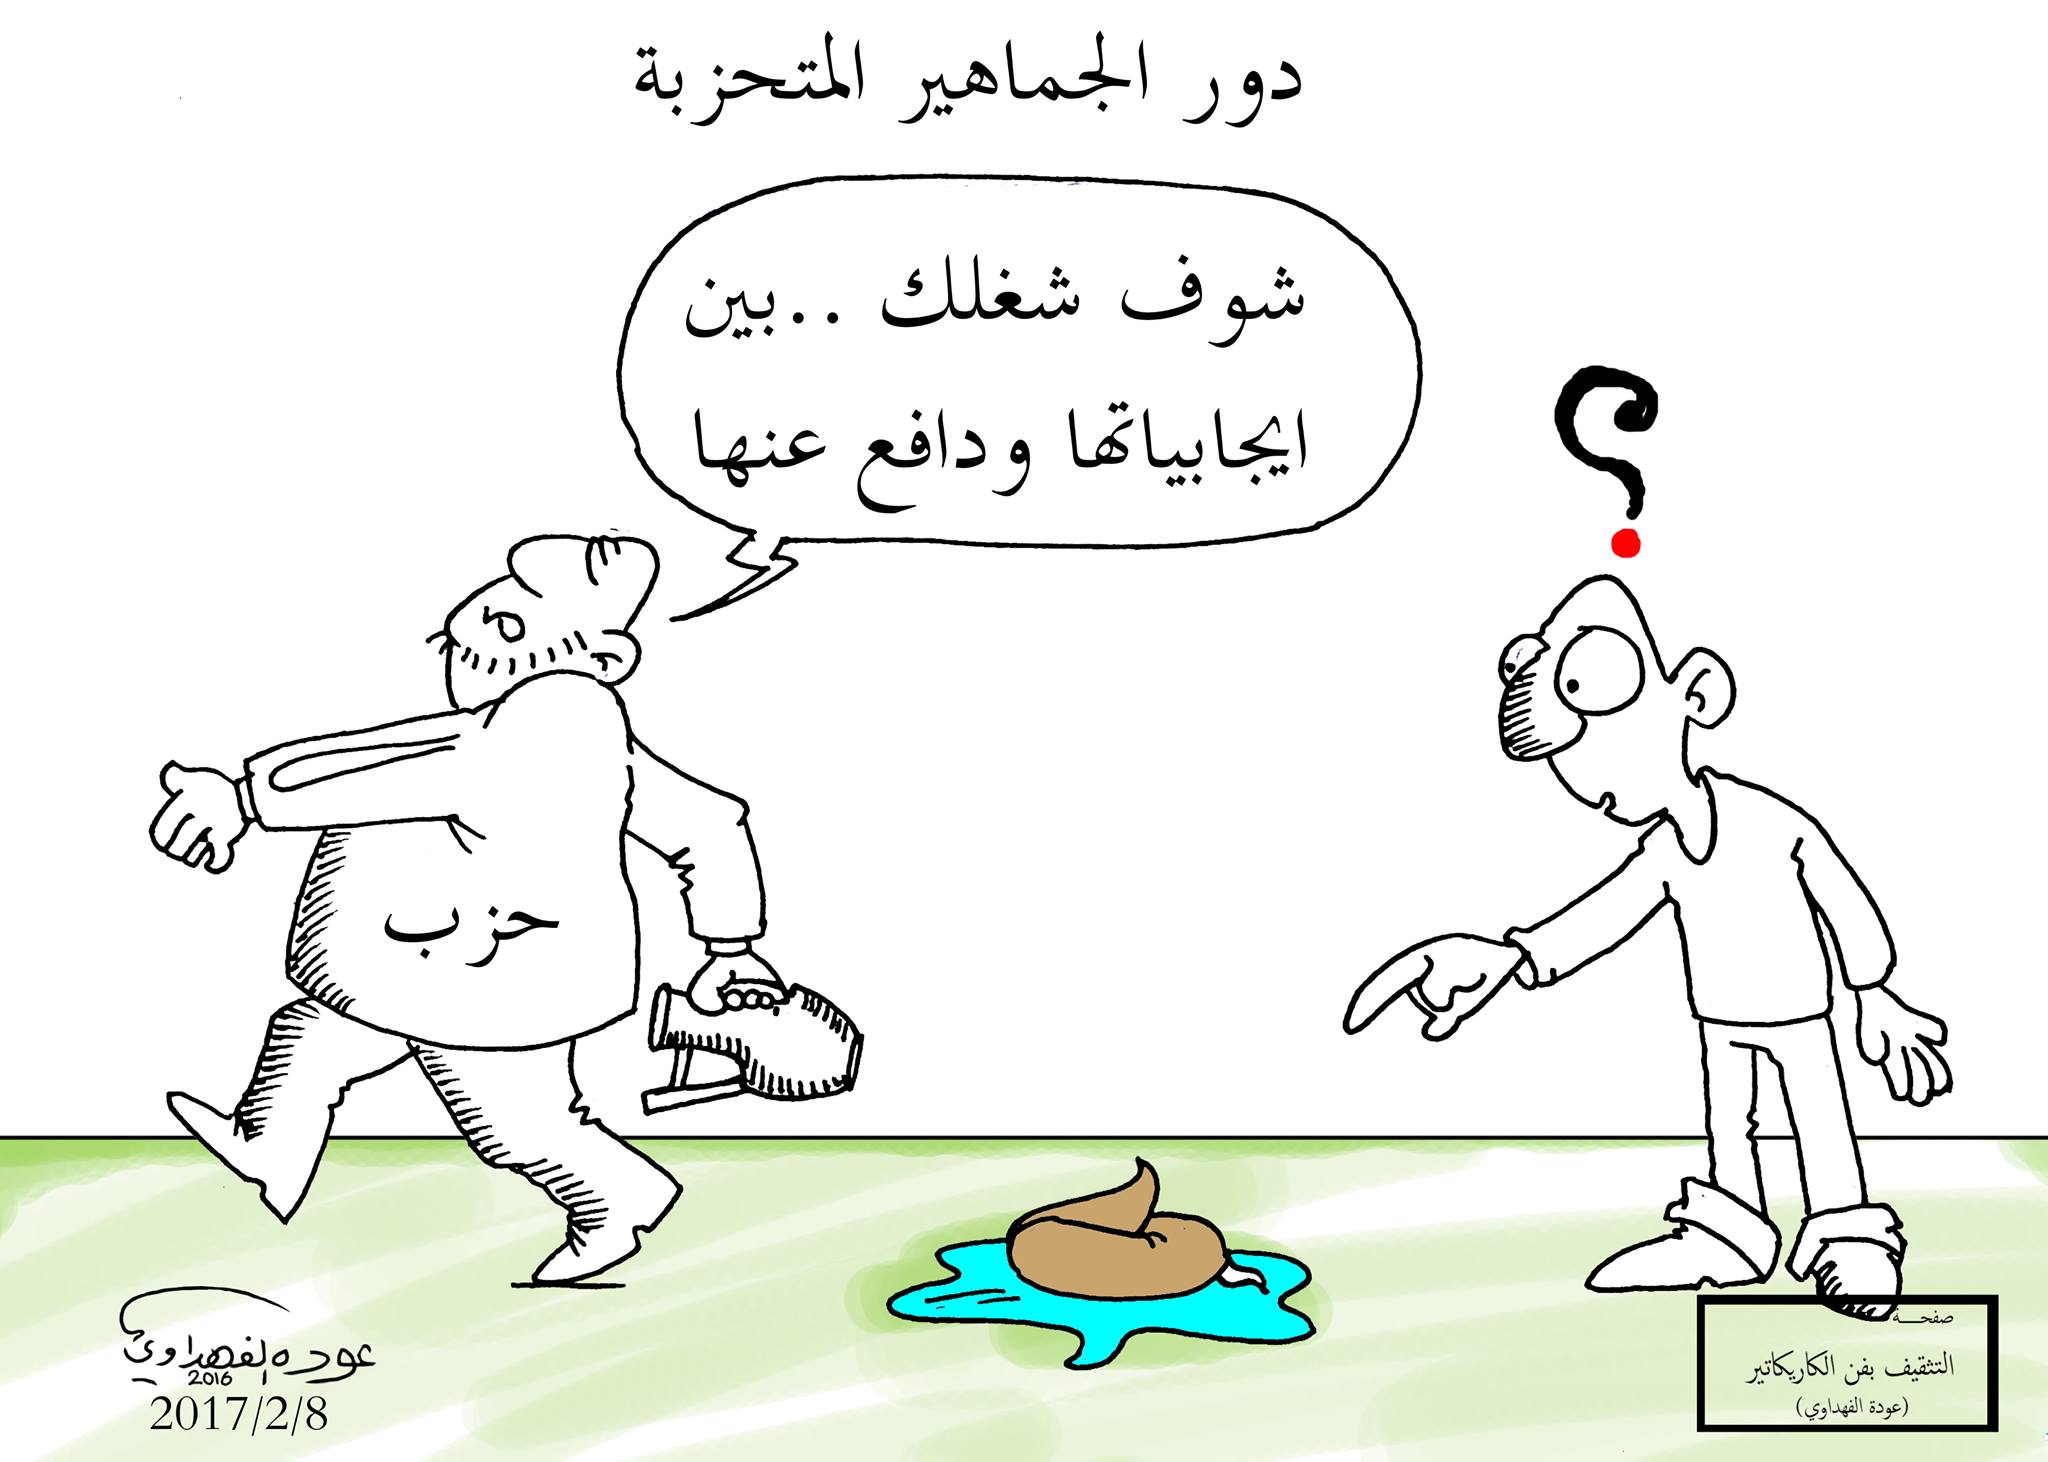 دور الجماهير المتحزبة
شوف شغلك ..بين
ايجابياتها ودافع عنها
؟
حزب
عوده الفهداوي
2016
2017/2/8
صفحة
التثقيف بفن الكاريكاتير
(عودة الفهداوي)